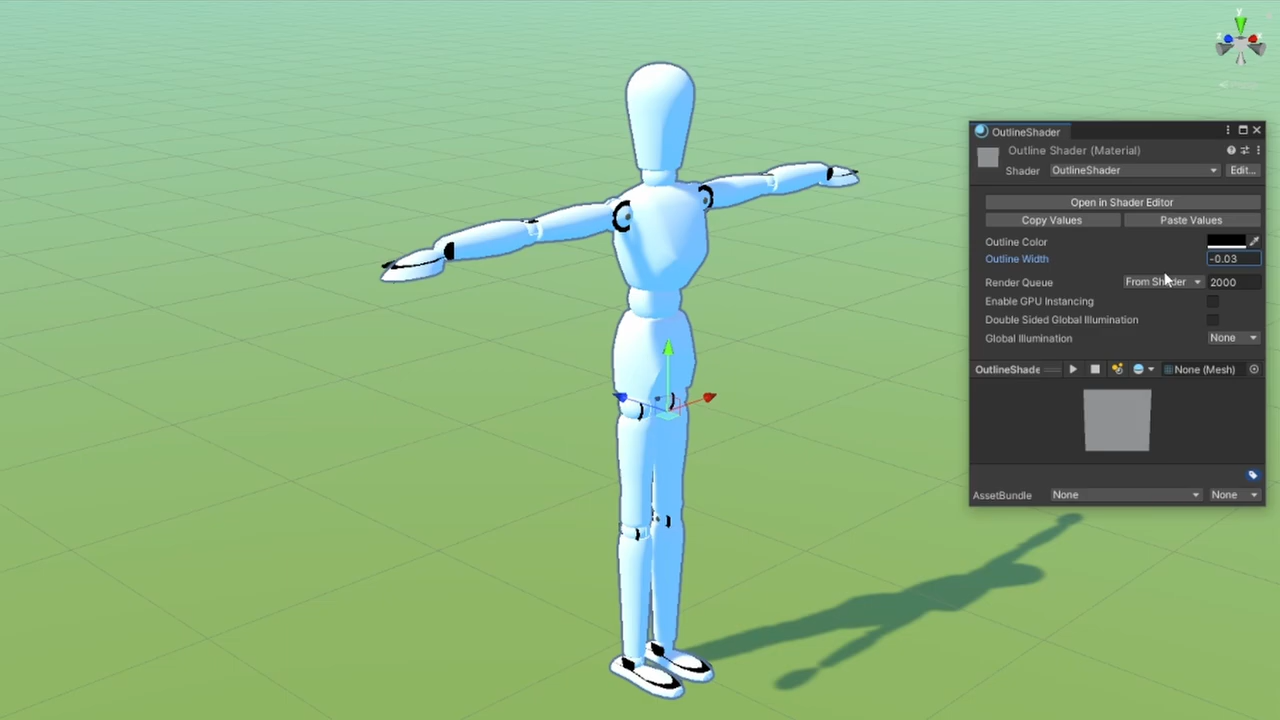 y
OutlineShader
Outline Shader (Material)
Shader OutlineShader Edit...
Open in Shader Editor
Copy Values Paste Values
Outline Color
Outline Width -0.03
Render Queue From Shader 2000
Enable GPU Instancing
Double Sided Global Illumination
Global Illumination None
OutlineShade None (Mesh)
AssetBundle None None